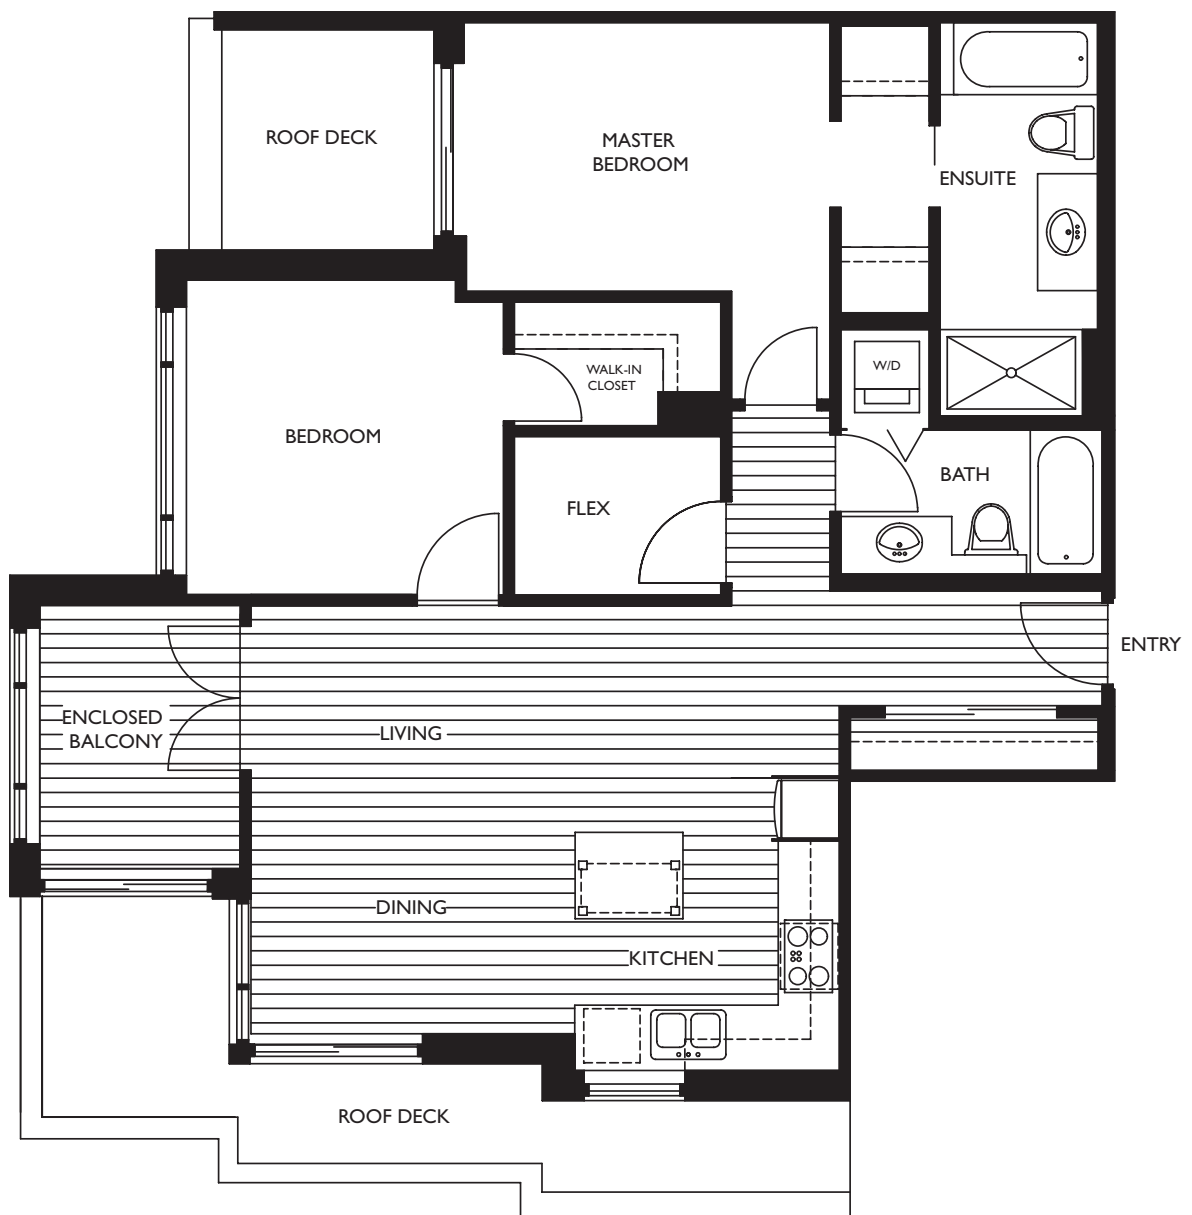 ROOF DECK
MASTER
BEDROOM
ENSUITE
W/D
WALK-IN
CLOSET
BEDROOM
BATH
FLEX
ENTRY
ENCLOSED
BALCONY
LIVING
DINING
KITCHEN
ROOF DECK